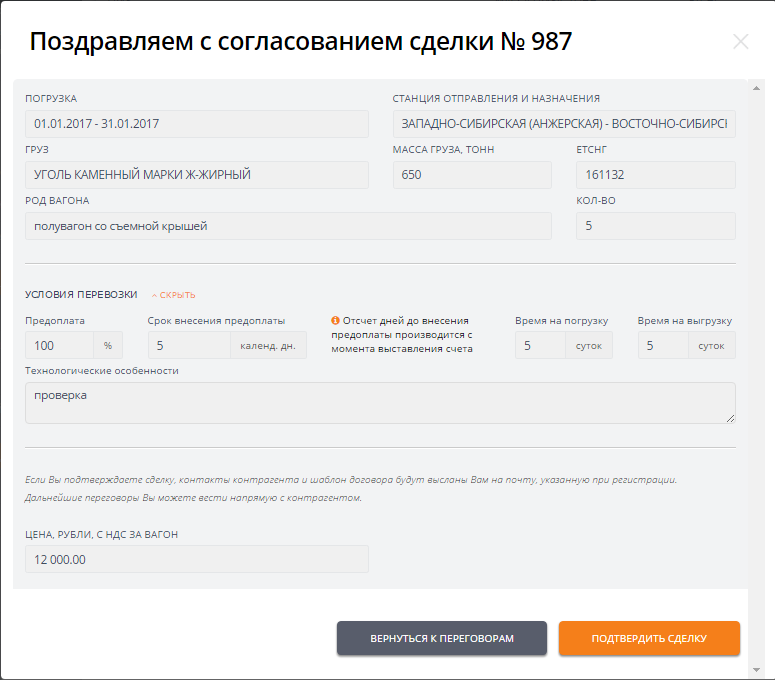 Поздравляем с согласованием сделки № 987
ПОГРУЗКА
СТАНЦИЯ ОТПРАВЛЕНИЯ И НАЗНАЧЕНИЯ
01.01.2017 - 31.01.2017
ЗАПАДНО-СИБИРСКАЯ (АНЖЕРСКАЯ) - ВОСТОЧНО-СИБИРСК
ГРУЗ
МАССА ГРУЗА, ТОНН
ЕТСНГ
УГОЛЬ КАМЕННЫЙ МАРКИ Ж-ЖИРНЫЙ
650
161132
РОД ВАГОНА
КОЛ-ВО
полувагон со съемной крышей
5
УСЛОВИЯ ПЕРЕВОЗКИ СКРЫТЬ
Предоплата
Срок внесения предоплаты
Отсчет дней до внесения
предоплаты производится с
момента выставления счета
Время на погрузку
Время на выгрузку
100 %
5 календ. дн.
5 суток
5 суток
Технологические особенности
проверка
Если Вы подтверждаете сделку, контакты контрагента и шаблон договора будут высланы Вам на почту, указанную при регистрации.
Дальнейшие переговоры Вы можете вести напрямую с контрагентом.
ЦЕНА, РУБЛИ, С НДС ЗА ВАГОН
12 000.00
ВЕРНУТЬСЯ К ПЕРЕГОВОРАМ
ПОДТВЕРДИТЬ СДЕЛКУ